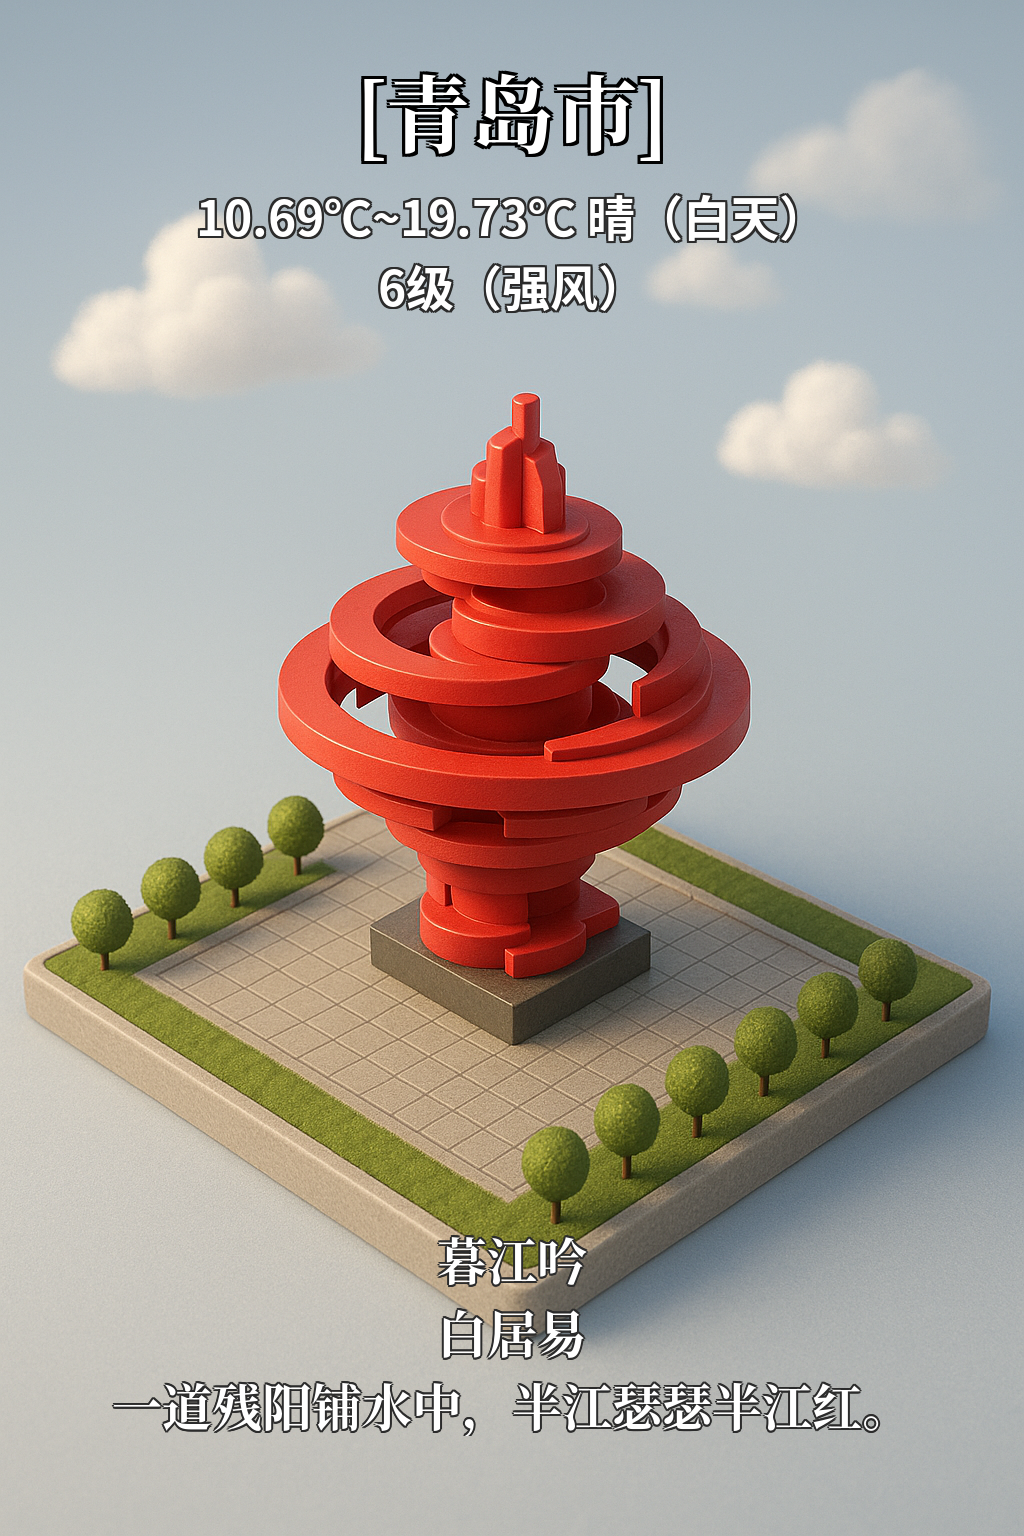 [青岛市]
10.69℃~19.73℃ 晴（白天）
6级（强风）
暮江吟
白居易
一道残阳铺水中，半江瑟瑟半江红。